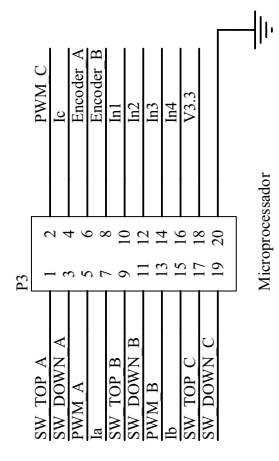 P3
SW_TOP_A 1 2 PWM_C
SW_DOWN_A 3 4 Ic
PWM_A 5 6 Encoder_A
Ia 7 8 Encoder_B
SW_TOP_B 9 10 In1
SW_DOWN_B 11 12 In2
PWM_B 13 14 In3
Ib 15 16 In4
SW_TOP_C 17 18 V3.3
SW_DOWN_C 19 20
Microprocessador